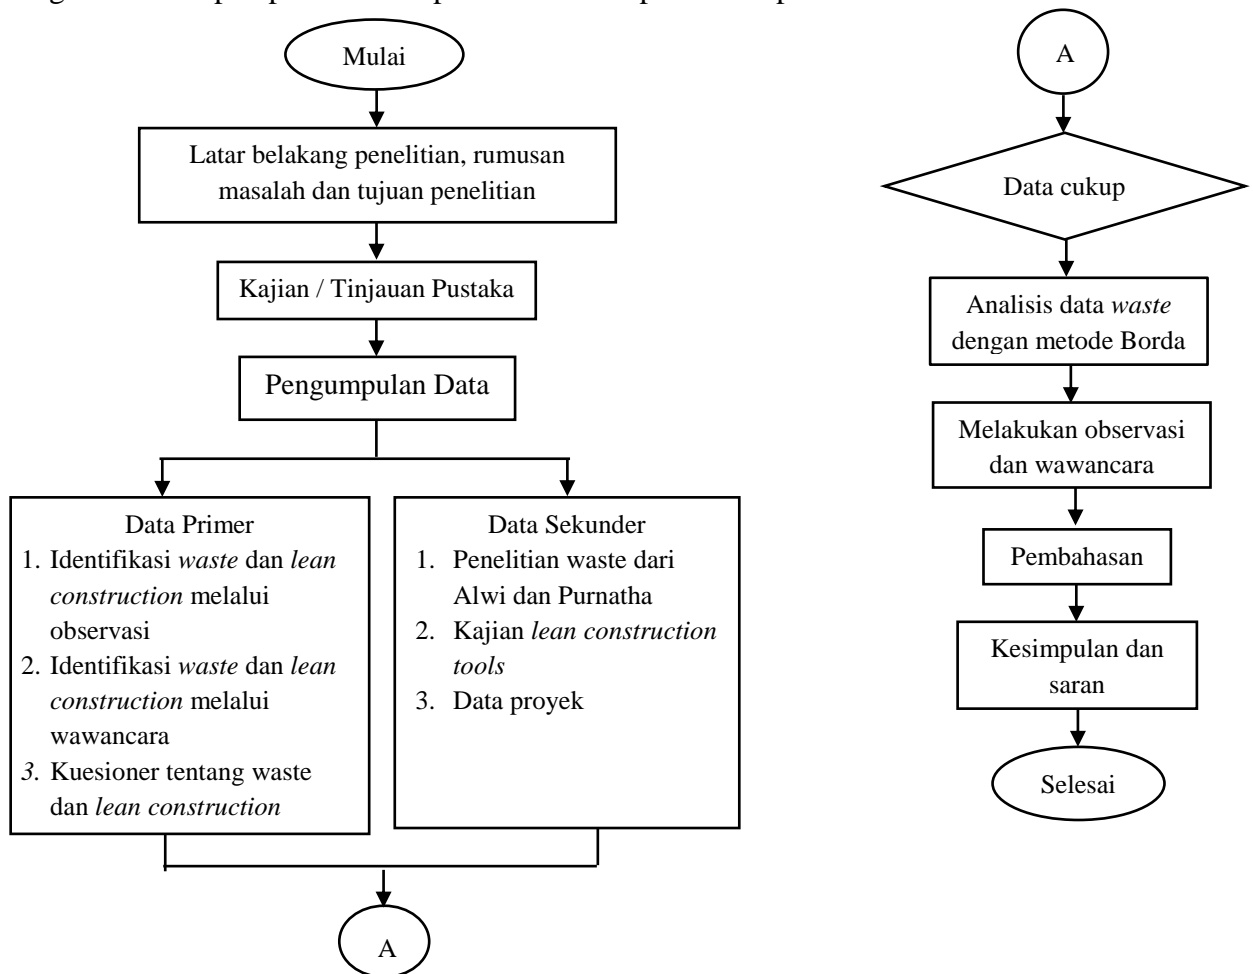 Mulai
Latar belakang penelitian, rumusan
masalah dan tujuan penelitian
Kajian / Tinjauan Pustaka
Pengumpulan Data
Data Primer
1. Identifikasi waste dan lean
construction melalui
observasi
2. Identifikasi waste dan lean
construction melalui
wawancara
3. Kuesioner tentang waste
dan lean construction
Data Sekunder
1. Penelitian waste dari
Alwi dan Purnatha
2. Kajian lean construction
tools
3. Data proyek
A
A
Data cukup
Analisis data waste
dengan metode Borda
Melakukan observasi
dan wawancara
Pembahasan
Kesimpulan dan
saran
Selesai